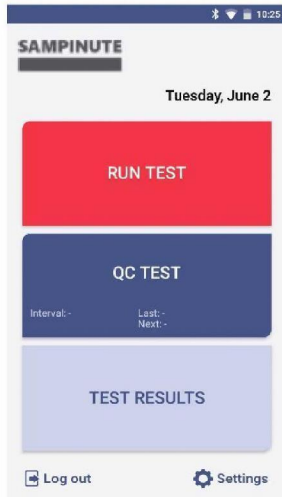 10:25
SAMPINUTE
Tuesday, June 2
RUN TEST
QC TEST
Interval: -
Last: -
Next: -
TEST RESULTS
Log out
Settings